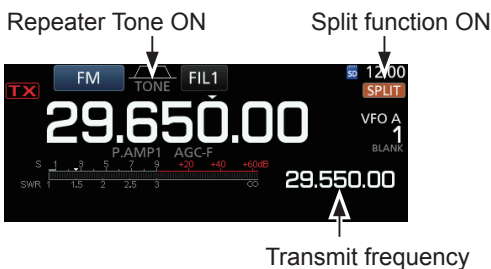 Repeater Tone ON
Split function ON
FM
TONE
FIL1
SD
12:00
TX
SPLIT
29.650.00
VFO A
1
BLANK
P.AMP1 AGC-F
S 1 3 5 7 9 +20 +40 +60dB
SWR 1 1.5 2 2.5 3 ∞
29.550.00
Transmit frequency